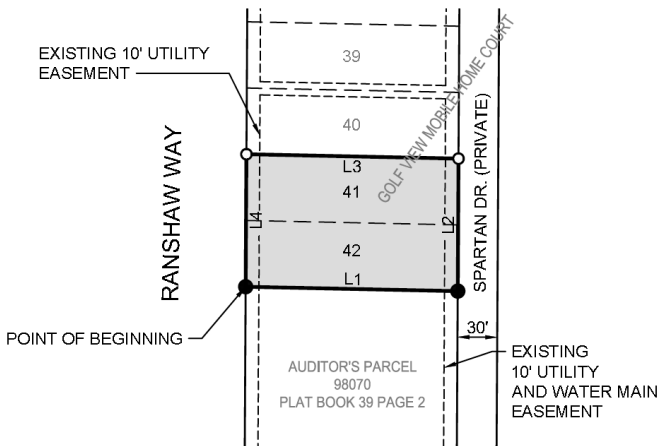 EXISTING 10' UTILITY
EASEMENT
39
40
GOLF VIEW MOBILE HOME COURT
RANSHAW WAY
SPARTAN DR. (PRIVATE)
L3
41
L4
L2
42
L1
POINT OF BEGINNING
30'
AUDITOR'S PARCEL
98070
PLAT BOOK 39 PAGE 2
EXISTING
10' UTILITY
AND WATER MAIN
EASEMENT